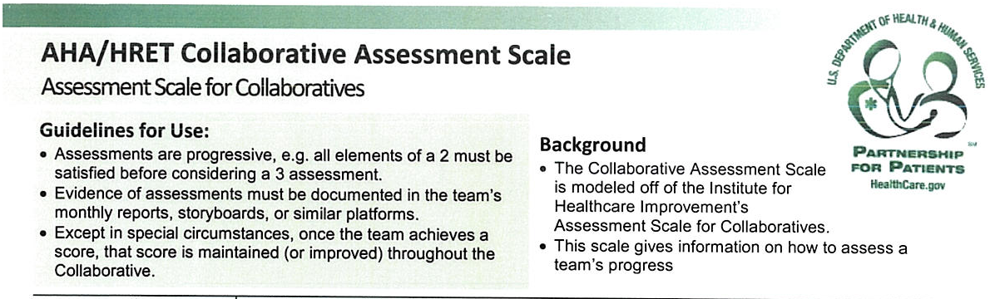 AHA/HRET Collaborative Assessment Scale
Assessment Scale for Collaboratives
Guidelines for Use:
• Assessments are progressive, e.g. all elements of a 2 must be
satisfied before considering a 3 assessment.
• Evidence of assessments must be documented in the team's
monthly reports, storyboards, or similar platforms.
• Except in special circumstances, once the team achieves a
score, that score is maintained (or improved) throughout the
Collaborative.
Background
• The Collaborative Assessment Scale
is modeled off of the Institute for
Healthcare Improvement's
Assessment Scale for Collaboratives.
• This scale gives information on how to assess a
team's progress
U.S. DEPARTMENT OF HEALTH & HUMAN SERVICES
PARTNERSHIP
FOR PATIENTS
SM
HealthCare.gov